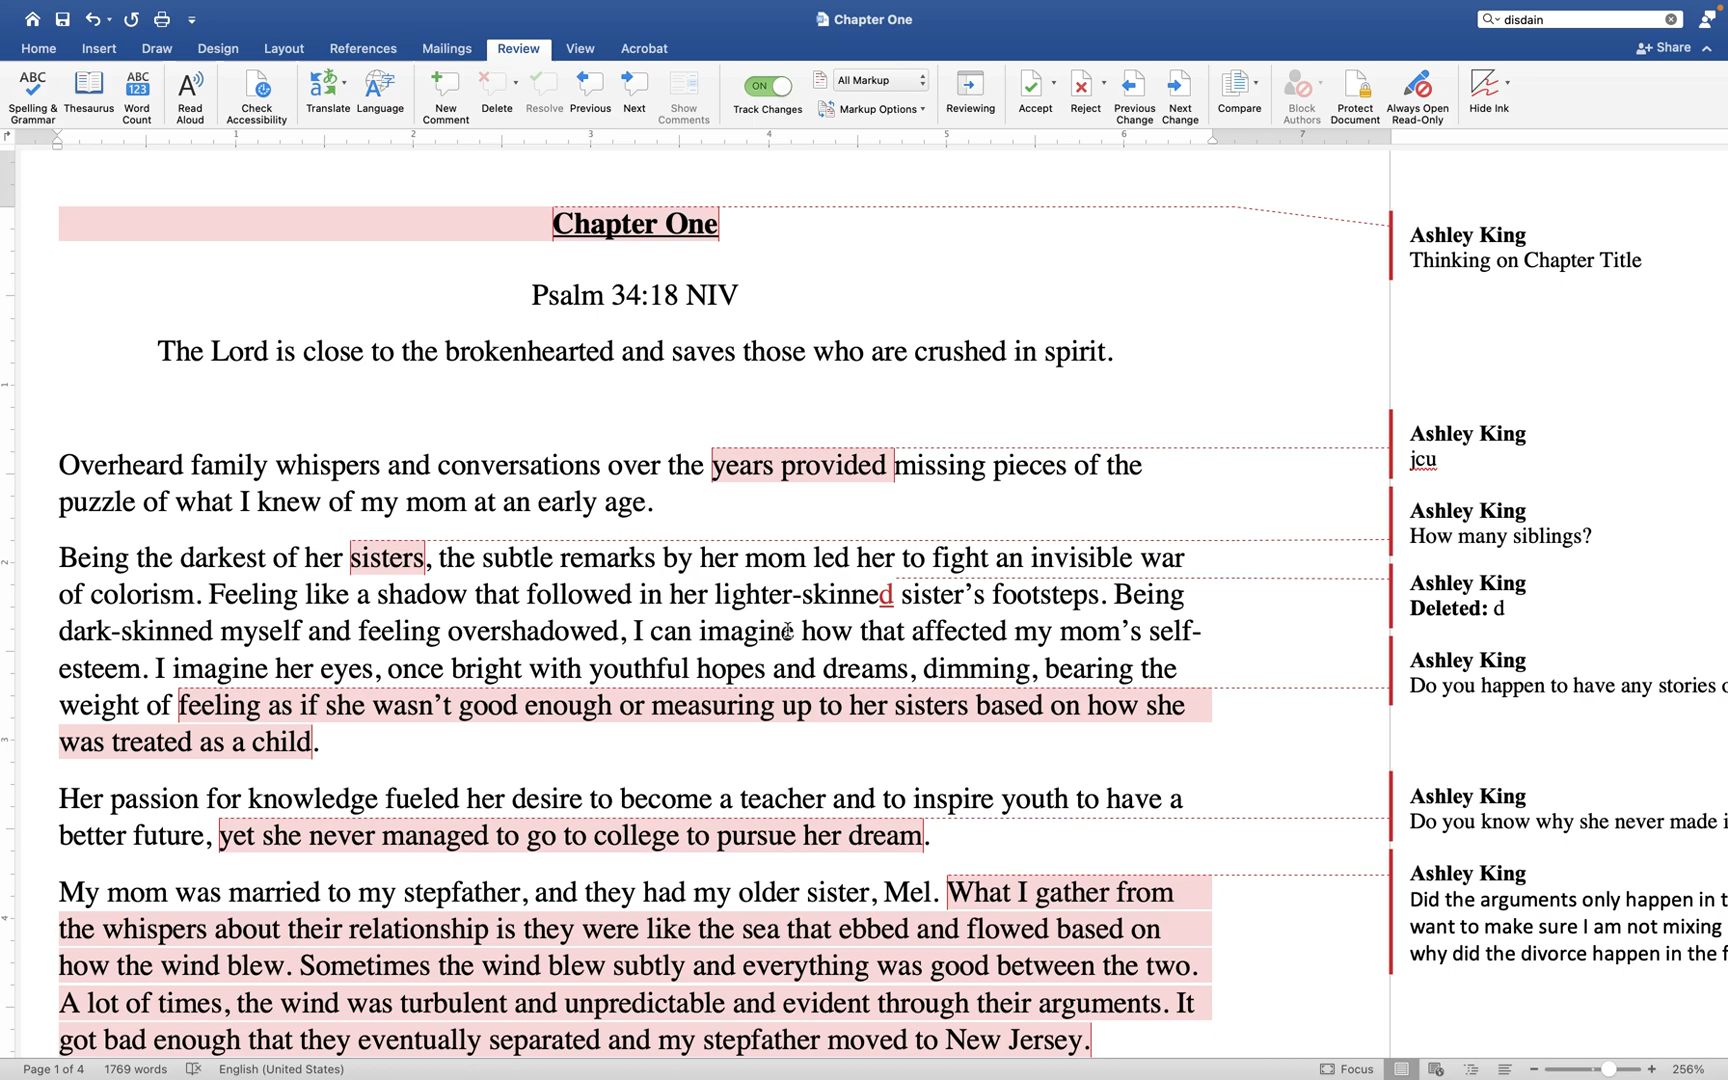 Chapter One
disdain
Home Insert Draw Design Layout References Mailings Review View Acrobat
Share
ABC
Spelling & Grammar
Thesaurus
ABC 123
Word Count
A
Read Aloud
Check Accessibility
Translate
Language
New Comment
Delete
Resolve
Previous
Next
Show Comments
ON
Track Changes
All Markup
Markup Options
Reviewing
Accept
Reject
Previous Change
Next Change
Compare
Block Authors
Protect Document
Always Open Read-Only
Hide Ink
1 2 3 4 5 6 7
Chapter One
Ashley King
Thinking on Chapter Title
Psalm 34:18 NIV
The Lord is close to the brokenhearted and saves those who are crushed in spirit.
Overheard family whispers and conversations over the years provided missing pieces of the
puzzle of what I knew of my mom at an early age.
Ashley King
jcu
Being the darkest of her sisters, the subtle remarks by her mom led her to fight an invisible war
of colorism. Feeling like a shadow that followed in her lighter-skinned sister’s footsteps. Being
dark-skinned myself and feeling overshadowed, I can imagine how that affected my mom’s self-
esteem. I imagine her eyes, once bright with youthful hopes and dreams, dimming, bearing the
weight of feeling as if she wasn’t good enough or measuring up to her sisters based on how she
was treated as a child.
Ashley King
How many siblings?
Ashley King
Deleted: d
Ashley King
Do you happen to have any stories o
Her passion for knowledge fueled her desire to become a teacher and to inspire youth to have a
better future, yet she never managed to go to college to pursue her dream.
Ashley King
Do you know why she never made i
My mom was married to my stepfather, and they had my older sister, Mel. What I gather from
the whispers about their relationship is they were like the sea that ebbed and flowed based on
how the wind blew. Sometimes the wind blew subtly and everything was good between the two.
A lot of times, the wind was turbulent and unpredictable and evident through their arguments. It
got bad enough that they eventually separated and my stepfather moved to New Jersey.
Ashley King
Did the arguments only happen in t
want to make sure I am not mixing
why did the divorce happen in the f
1
2
3
4
Page 1 of 4 1769 words English (United States) Focus 256%